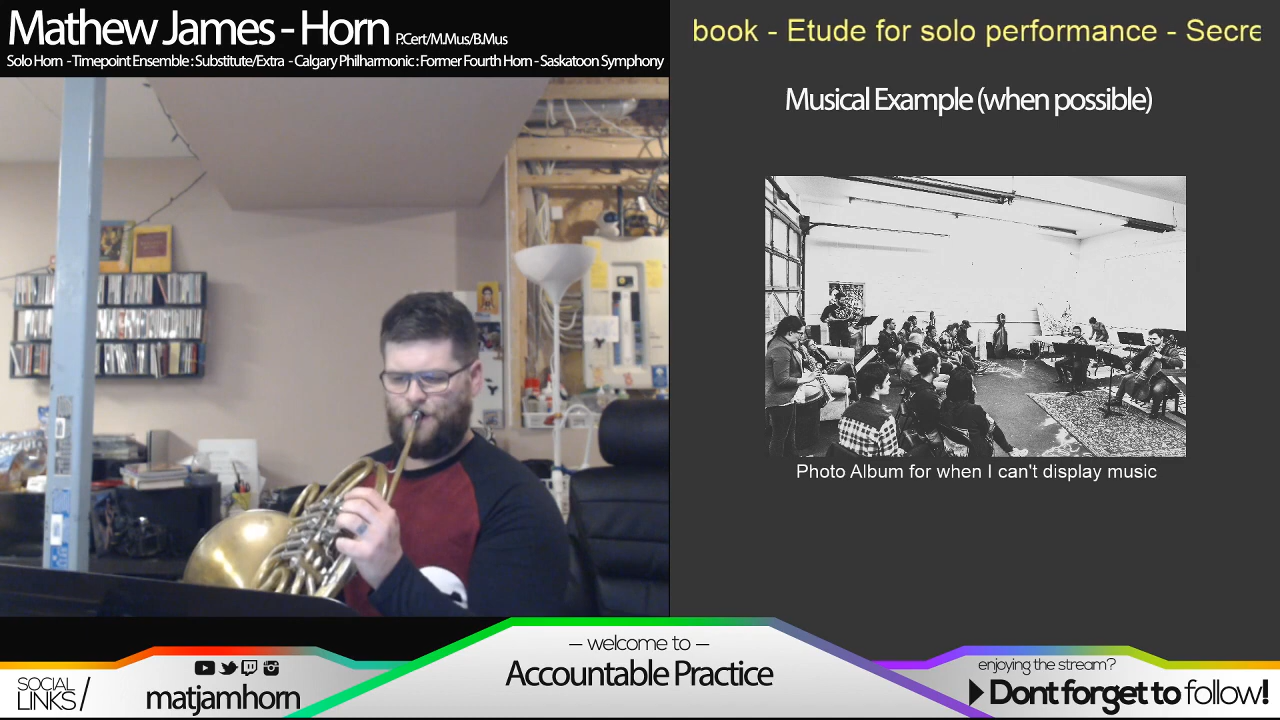 Mathew James - Horn P.Cert/M.Mus/B.Mus
Solo Horn - Timepoint Ensemble : Substitute/Extra - Calgary Philharmonic : Former Fourth Horn - Saskatoon Symphony
book - Etude for solo performance - Secre
Musical Example (when possible)
Photo Album for when I can't display music
— welcome to —
Accountable Practice
SOCIAL
LINKS /
matjamhorn
enjoying the stream?
Dont forget to follow!